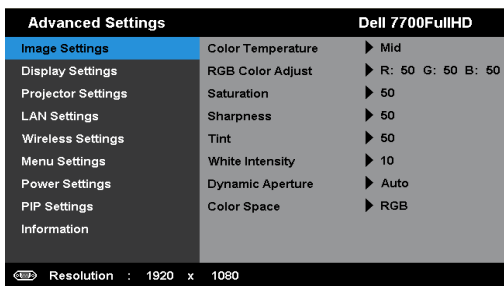 Advanced Settings Dell 7700FullHD
Image Settings Color Temperature Mid
Display Settings RGB Color Adjust R: 50 G: 50 B: 50
Projector Settings Saturation 50
LAN Settings Sharpness 50
Wireless Settings Tint 50
Menu Settings White Intensity 10
Power Settings Dynamic Aperture Auto
PIP Settings Color Space RGB
Information
Resolution : 1920 x 1080